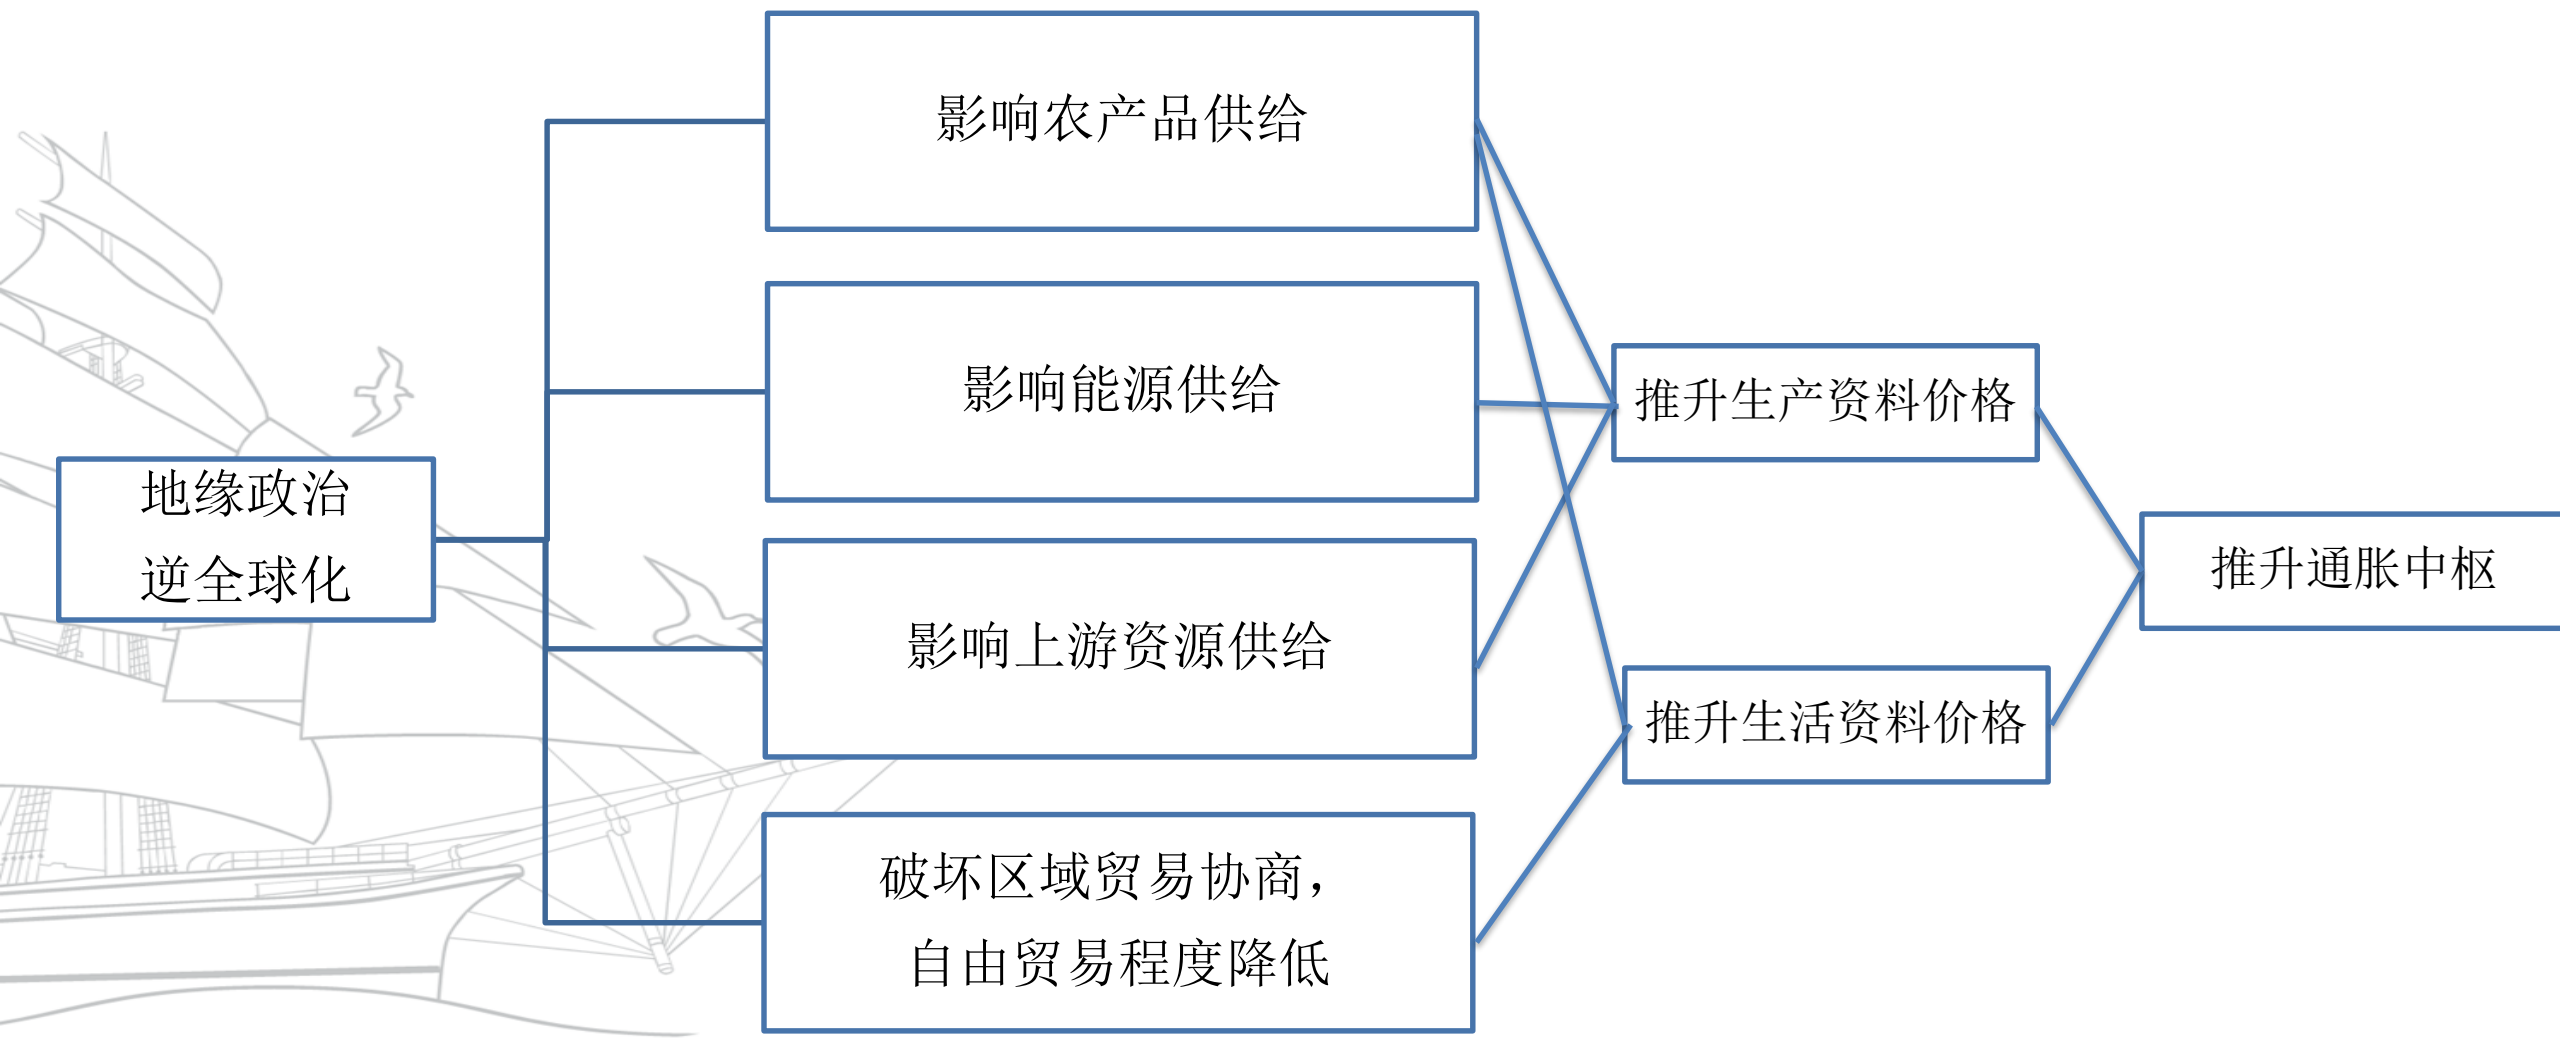 影响农产品供给
影响能源供给
地缘政治
逆全球化
影响上游资源供给
破坏区域贸易协商，
自由贸易程度降低
推升生产资料价格
推升生活资料价格
推升通胀中枢